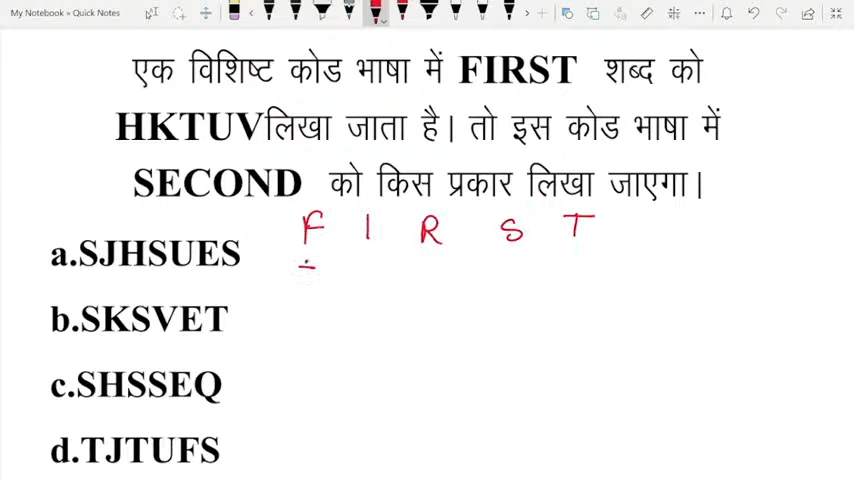 My Notebook » Quick Notes
एक विशिष्ट कोड भाषा में FIRST शब्द को
HKTUVलिखा जाता है। तो इस कोड भाषा में
SECOND को किस प्रकार लिखा जाएगा।
F I R S T
a.SJHSUES
b.SKSVET
c.SHSSEQ
d.TJTUFS